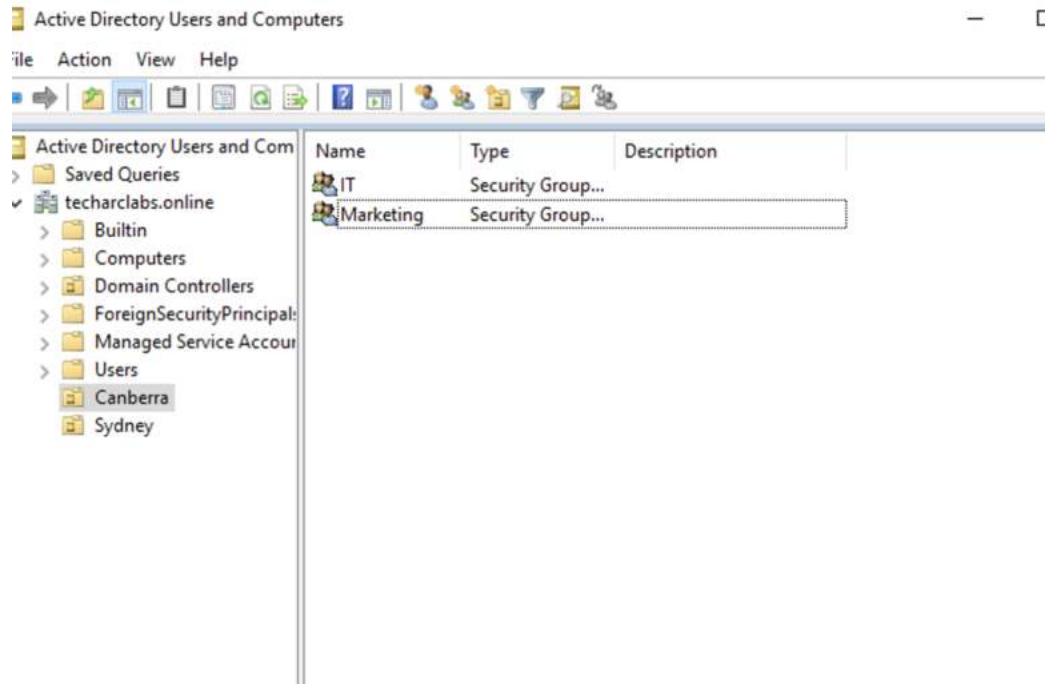 Active Directory Users and Computers
ile Action View Help
Active Directory Users and Com
Saved Queries
techarclabs.online
Builtin
Computers
Domain Controllers
ForeignSecurityPrincipals
Managed Service Accour
Users
Canberra
Sydney
Name Type Description
IT Security Group...
Marketing Security Group...